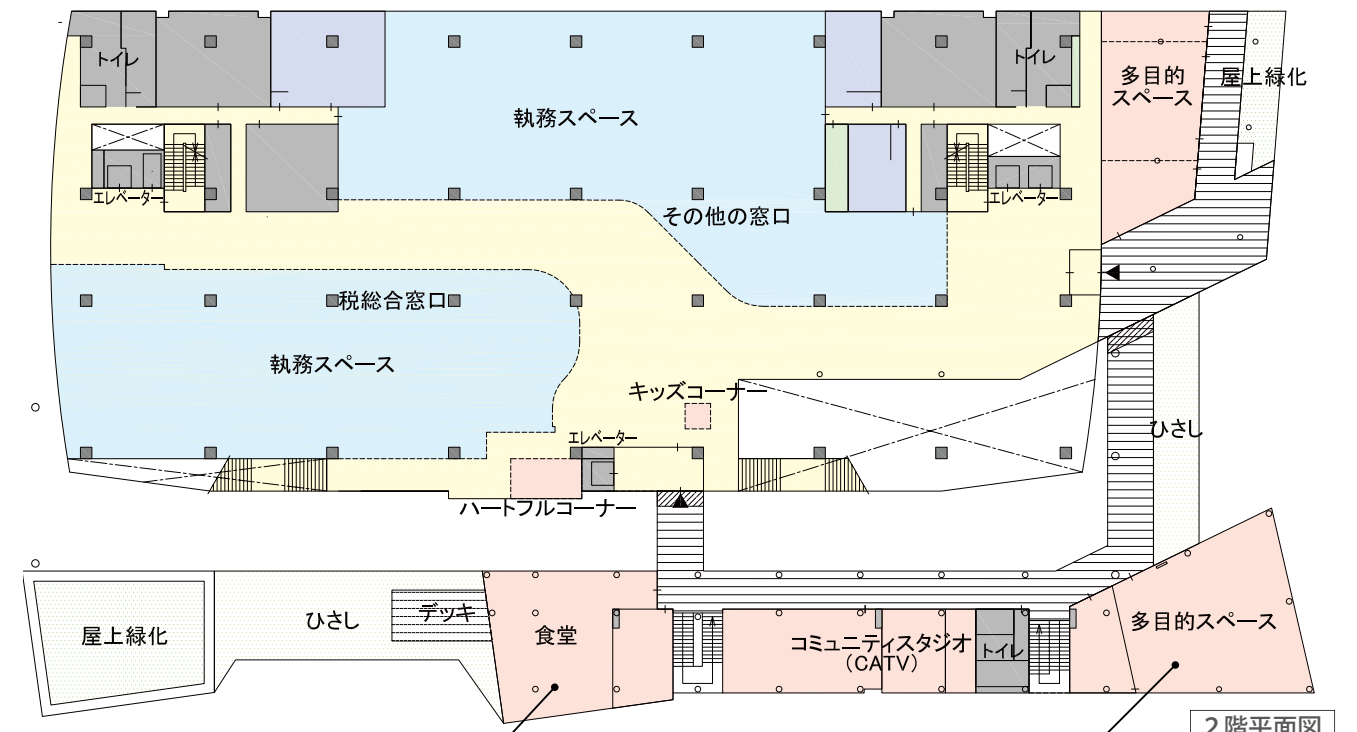 トイレ
トイレ
多目的
スペース
屋上緑化
執務スペース
エレベーター
エレベーター
その他の窓口
税総合窓口
執務スペース
キッズコーナー
ひさし
エレベーター
ハートフルコーナー
デッキ
ひさし
屋上緑化
食堂
コミュニティスタジオ
（CATV）
トイレ
多目的スペース
２階平面図